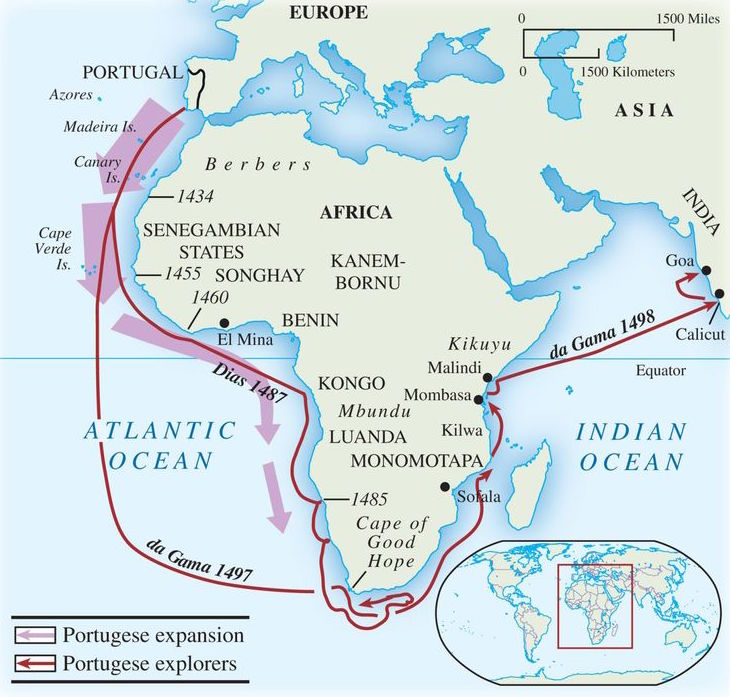 EUROPE
0 1500 Miles
0 1500 Kilometers
PORTUGAL
Azores
ASIA
Madeira Is.
Canary
Is.
Berbers
1434
AFRICA
INDIA
SENEGAMBIAN
STATES
Cape
Verde
Is.
1455
SONGHAY
KANEM-
BORNU
Goa
1460
BENIN
El Mina
da Gama 1498
Calicut
Kikuyu
Malindi
Equator
Dias 1487
KONGO
Mombasa
Mbundu
ATLANTIC
OCEAN
LUANDA
Kilwa
INDIAN
OCEAN
MONOMOTAPA
1485
Sofala
Cape of
Good
Hope
da Gama 1497
Portugese expansion
Portugese explorers